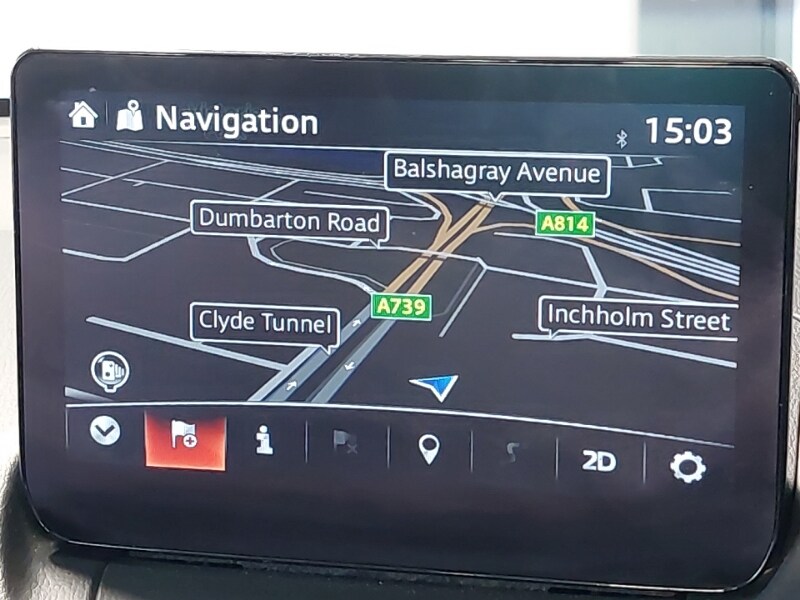 Navigation
15:03
Balshagray Avenue
Dumbarton Road
A814
A739
Clyde Tunnel
Inchholm Street
2D